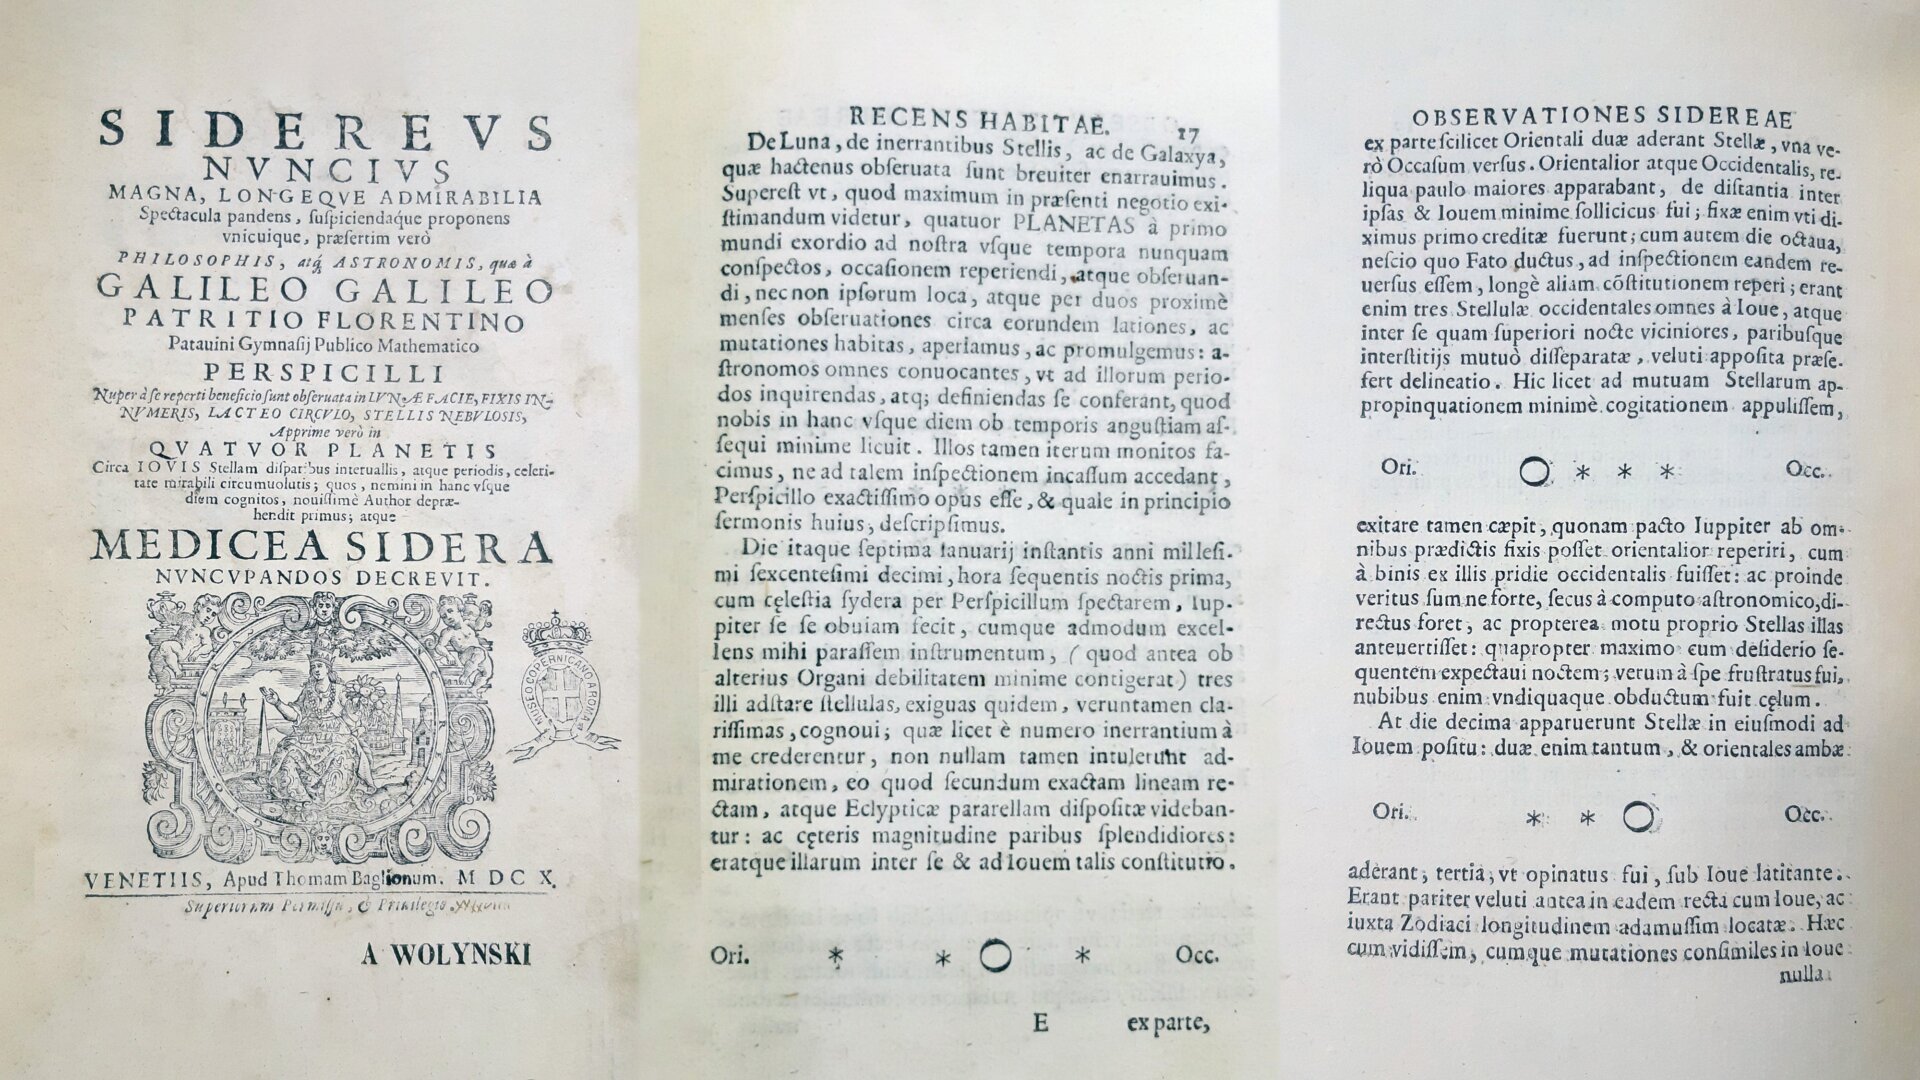 SIDEREVS
NVNCIVS
MAGNA, LONGEQVE ADMIRABILIA
Spectacula pandens, ſuſpiciendaque proponens
vnicuique, præſertim verò
PHILOSOPHIS, atq́; ASTRONOMIS, quæ à
GALILEO GALILEO
PATRITIO FLORENTINO
Patauini Gymnaſij Publico Mathematico
PERSPICILLI
Nuper à ſe reperti beneficio ſunt obſeruata in LVNÆ FACIE, FIXIS IN-
NVMERIS, LACTEO CIRCVLO, STELLIS NEBVLOSIS,
Apprime verò in
QVATVOR PLANETIS
Circa IOVIS Stellam diſparibus interuallis, atque periodis, celeri-
tate mirabili circumuolutis; quos, nemini in hanc vſque
diem cognitos, nouiſſimè Author depræ-
hendit primus; atque
MEDICEA SIDERA
NVNCVPANDOS DECREVIT.
MUSEO COPERNICANO A ROMA
VENETIIS, Apud Thomam Baglionum. M DC X.
Superiorum Permiſſu, & Priuilegio.
A WOLYNSKI
RECENS HABITAE. 17
De Luna, de inerrantibus Stellis, ac de Galaxya,
quæ hactenus obſeruata ſunt breuiter enarrauimus.
Supereſt vt, quod maximum in præſenti negotio exi-
ſtimandum videtur, quatuor PLANETAS à primo
mundi exordio ad noſtra vſque tempora nunquam
conſpectos, occaſionem reperiendi, atque obſeruan-
di, nec non ipſorum loca, atque per duos proximè
menſes obſeruationes circa eorundem lationes, ac
mutationes habitas, aperiamus, ac promulgemus: a-
ſtronomos omnes conuocantes, vt ad illorum perio-
dos inquirendas, atq; definiendas ſe conferant, quod
nobis in hanc vſque diem ob temporis anguſtiam aſ-
ſequi minime licuit. Illos tamen iterum monitos fa-
cimus, ne ad talem inſpectionem incaſſum accedant,
Perſpicillo exactiſſimo opus eſſe, & quale in principio
ſermonis huius, deſcripſimus.
Die itaque ſeptima Ianuarij inſtantis anni milleſi-
mi ſexcenteſimi decimi, hora ſequentis noctis prima,
cum cęleſtia ſydera per Perſpicillum ſpectarem, Iup-
piter ſe ſe obuiam fecit, cumque admodum excel-
lens mihi paraſſem inſtrumentum, (quod antea ob
alterius Organi debilitatem minime contigerat) tres
illi adſtare ſtellulas, exiguas quidem, veruntamen cla-
riſſimas, cognoui; quæ licet è numero inerrantium à
me crederentur, non nullam tamen intulerunt ad-
mirationem, eo quod ſecundum exactam lineam re-
ctam, atque Eclypticæ pararellam diſpoſitæ videban-
tur: ac cęteris magnitudine paribus ſplendidiores:
eratque illarum inter ſe & ad Iouem talis conſtitutio.
Ori. * * O * Occ.
E ex parte,
OBSERVATIONES SIDEREAE
ex parte ſcilicet Orientali duæ aderant Stellæ, vna ve-
rò Occaſum verſus. Orientalior atque Occidentalis, re-
liqua paulo maiores apparabant, de diſtantia inter
ipſas & Iouem minime ſollicicus fui; fixæ enim vti di-
ximus primo creditæ fuerunt; cum autem die octaua,
neſcio quo Fato ductus, ad inſpectionem eandem re-
uerſus eſſem, longè aliam cõſtitutionem reperi; erant
enim tres Stellulæ occidentales omnes à Ioue, atque
inter ſe quam ſuperiori nocte viciniores, paribuſque
interſtitijs mutuò diſſeparatæ, veluti appoſita præſe-
fert delineatio. Hic licet ad mutuam Stellarum ap-
propinquationem minimè cogitationem appuliſſem,
Ori. O * * * Occ.
exitare tamen cæpit, quonam pacto Iuppiter ab om-
nibus prædictis fixis poſſet orientalior reperiri, cum
à binis ex illis pridie occidentalis fuiſſet: ac proinde
veritus ſum ne forte, ſecus à computo aſtronomico, di-
rectus foret, ac propterea motu proprio Stellas illas
anteuertiſſet: quapropter maximo cum deſiderio ſe-
quentem expectaui noctem; verum à ſpe fruſtratus fui,
nubibus enim vndiquaque obductum fuit cęlum.
At die decima apparuerunt Stellæ in eiuſmodi ad
Iouem poſitu: duæ enim tantum, & orientales ambæ
Ori. * * O Occ.
aderant, tertia, vt opinatus fui, ſub Ioue latitante.
Erant pariter veluti antea in eadem recta cum Ioue, ac
iuxta Zodiaci longitudinem adamuſſim locatæ. Hæc
cum vidiſſem, cumque mutationes conſimiles in Ioue
nulla